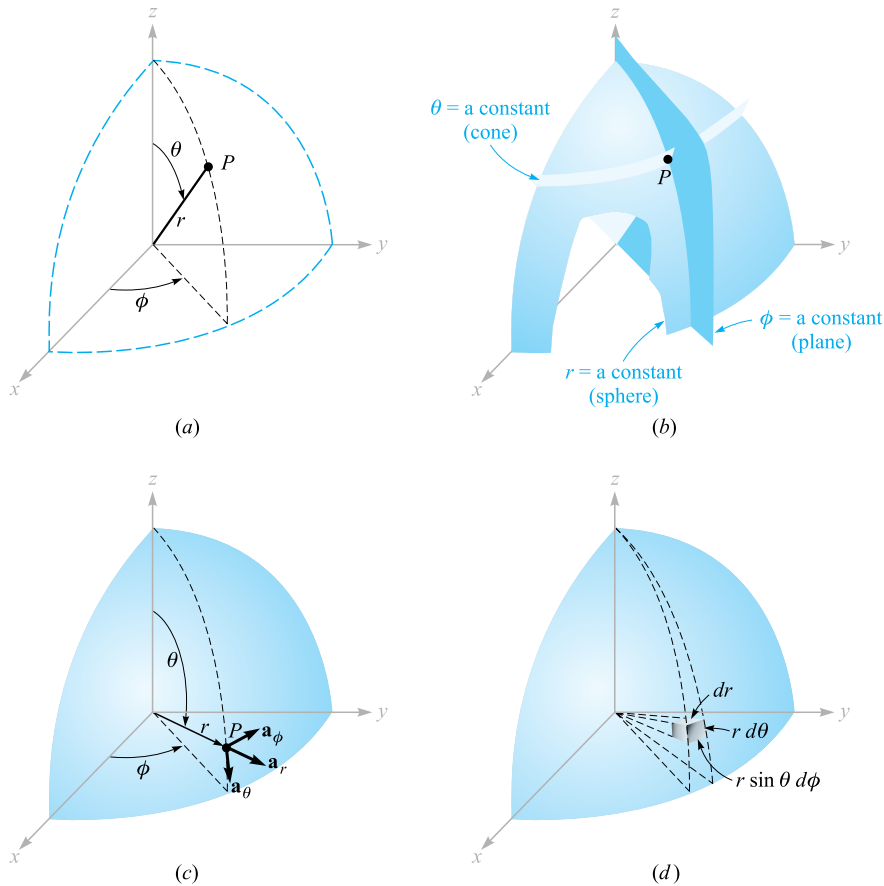 z
θ
P
r
y
ϕ
x
(a)
z
θ = a constant
(cone)
P
y
ϕ = a constant
(plane)
r = a constant
(sphere)
x
(b)
z
θ
r
P
a_ϕ
y
a_r
ϕ
a_θ
x
(c)
z
dr
y
r dθ
r sin θ dϕ
x
(d)